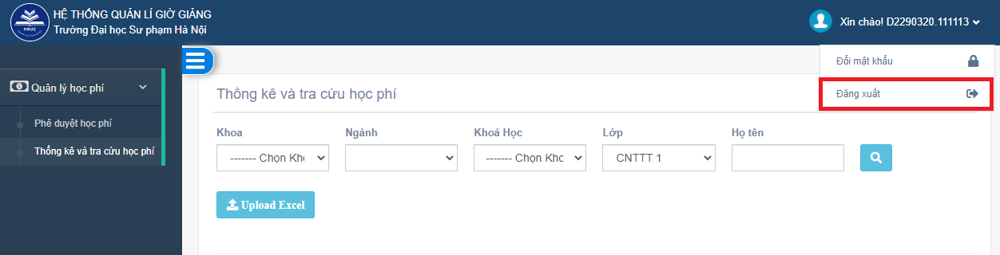 HỆ THỐNG QUẢN LÍ GIỜ GIẢNG
Trường Đại học Sư phạm Hà Nội
HNUE
Xin chào! D2290320.111113
Đổi mật khẩu
Đăng xuất
Quản lý học phí
Phê duyệt học phí
Thống kê và tra cứu học phí
Thống kê và tra cứu học phí
Khoa
Ngành
Khoá Học
Lớp
Họ tên
------- Chọn Kho
------- Chọn Khc
CNTTT 1
Upload Excel